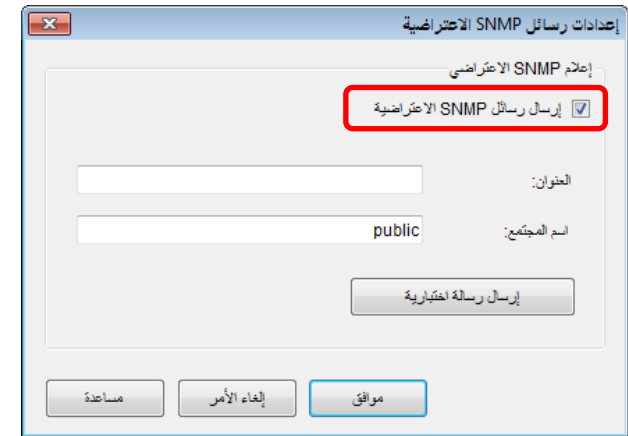 إعدادات رسائل SNMP الاعتراضية
إعلام SNMP الاعتراضي
إرسال رسائل SNMP الاعتراضية
العنوان:
اسم المجتمع:
public
إرسال رسالة اختبارية
موافق
إلغاء الأمر
مساعدة